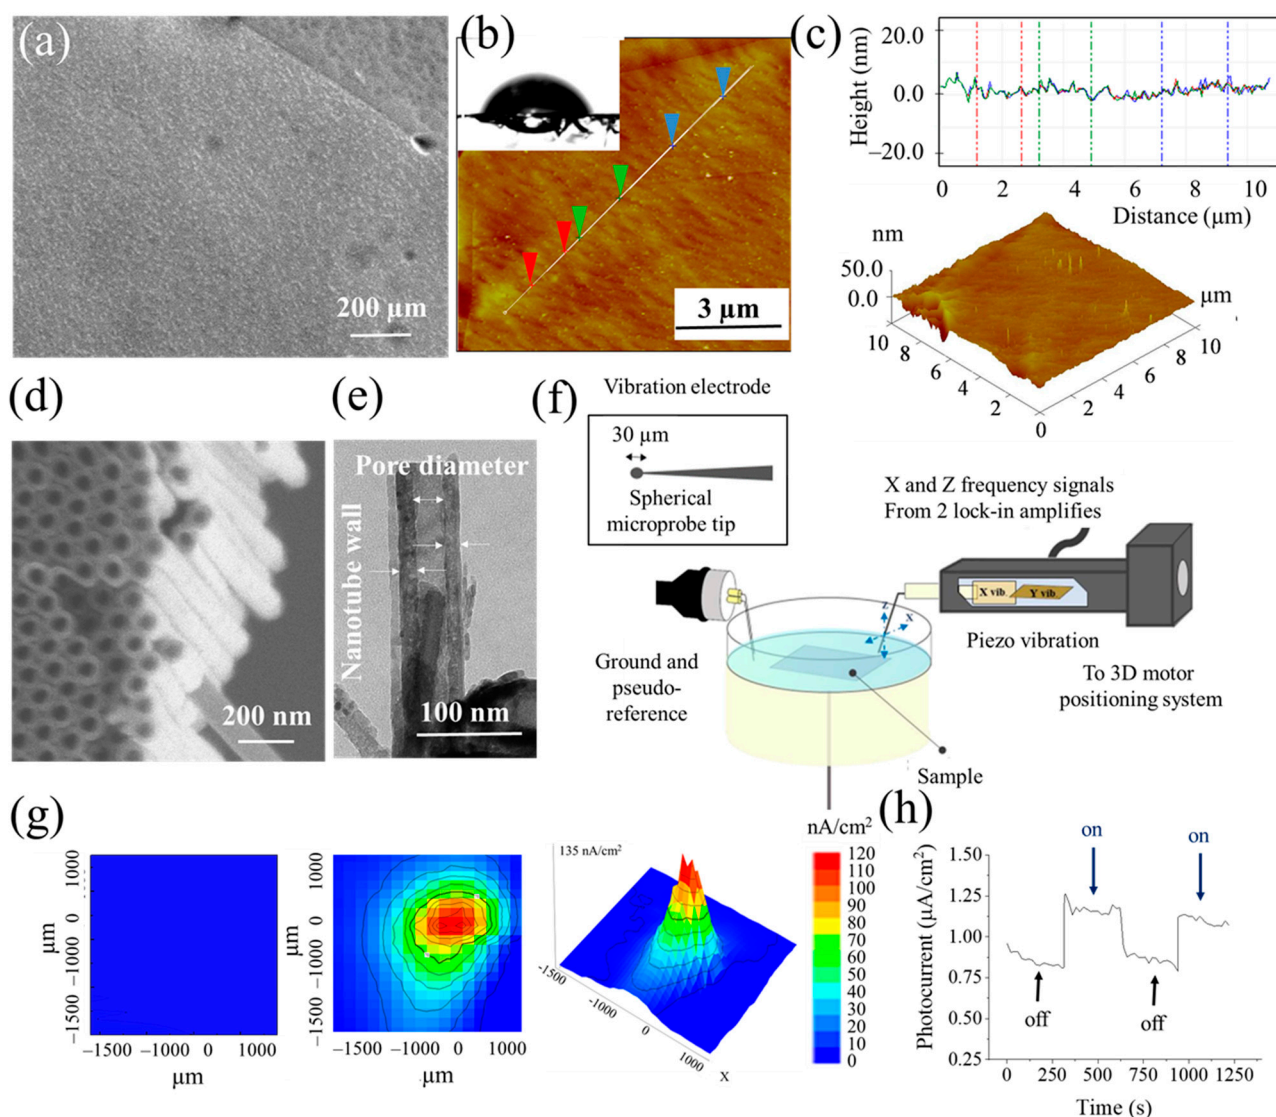 (a)
200 µm
(b)
3 µm
(c)
Height (nm)
20.0
0.0
−20.0
0 2 4 6 8 10
Distance (µm)
nm
50.0
0.0
µm
10 8 6 4 2
0 2 4 6 8 10
(d)
200 nm
(e)
Pore diameter
Nanotube wall
100 nm
(f)
Vibration electrode
30 µm
Spherical
microprobe tip
X and Z frequency signals
From 2 lock-in amplifies
X vib.
Y vib
Z
X
Piezo vibration
To 3D motor
positioning system
Ground and
pseudo-
reference
Sample
(g)
1000
0
−1000
−1500
µm
−1500 −1000 0 1000
µm
1000
0
−1000
−1500
µm
−1500 −1000 0 1000
µm
135 nA/cm²
-1500
-1000
0
1000
X
nA/cm²
120
100
90
80
70
60
50
40
30
20
10
0
(h)
Photocurrent (µA/cm²)
1.50
1.25
1.00
0.75
0.50
0.25
on
on
off
off
0 250 500 750 1000 1250
Time (s)